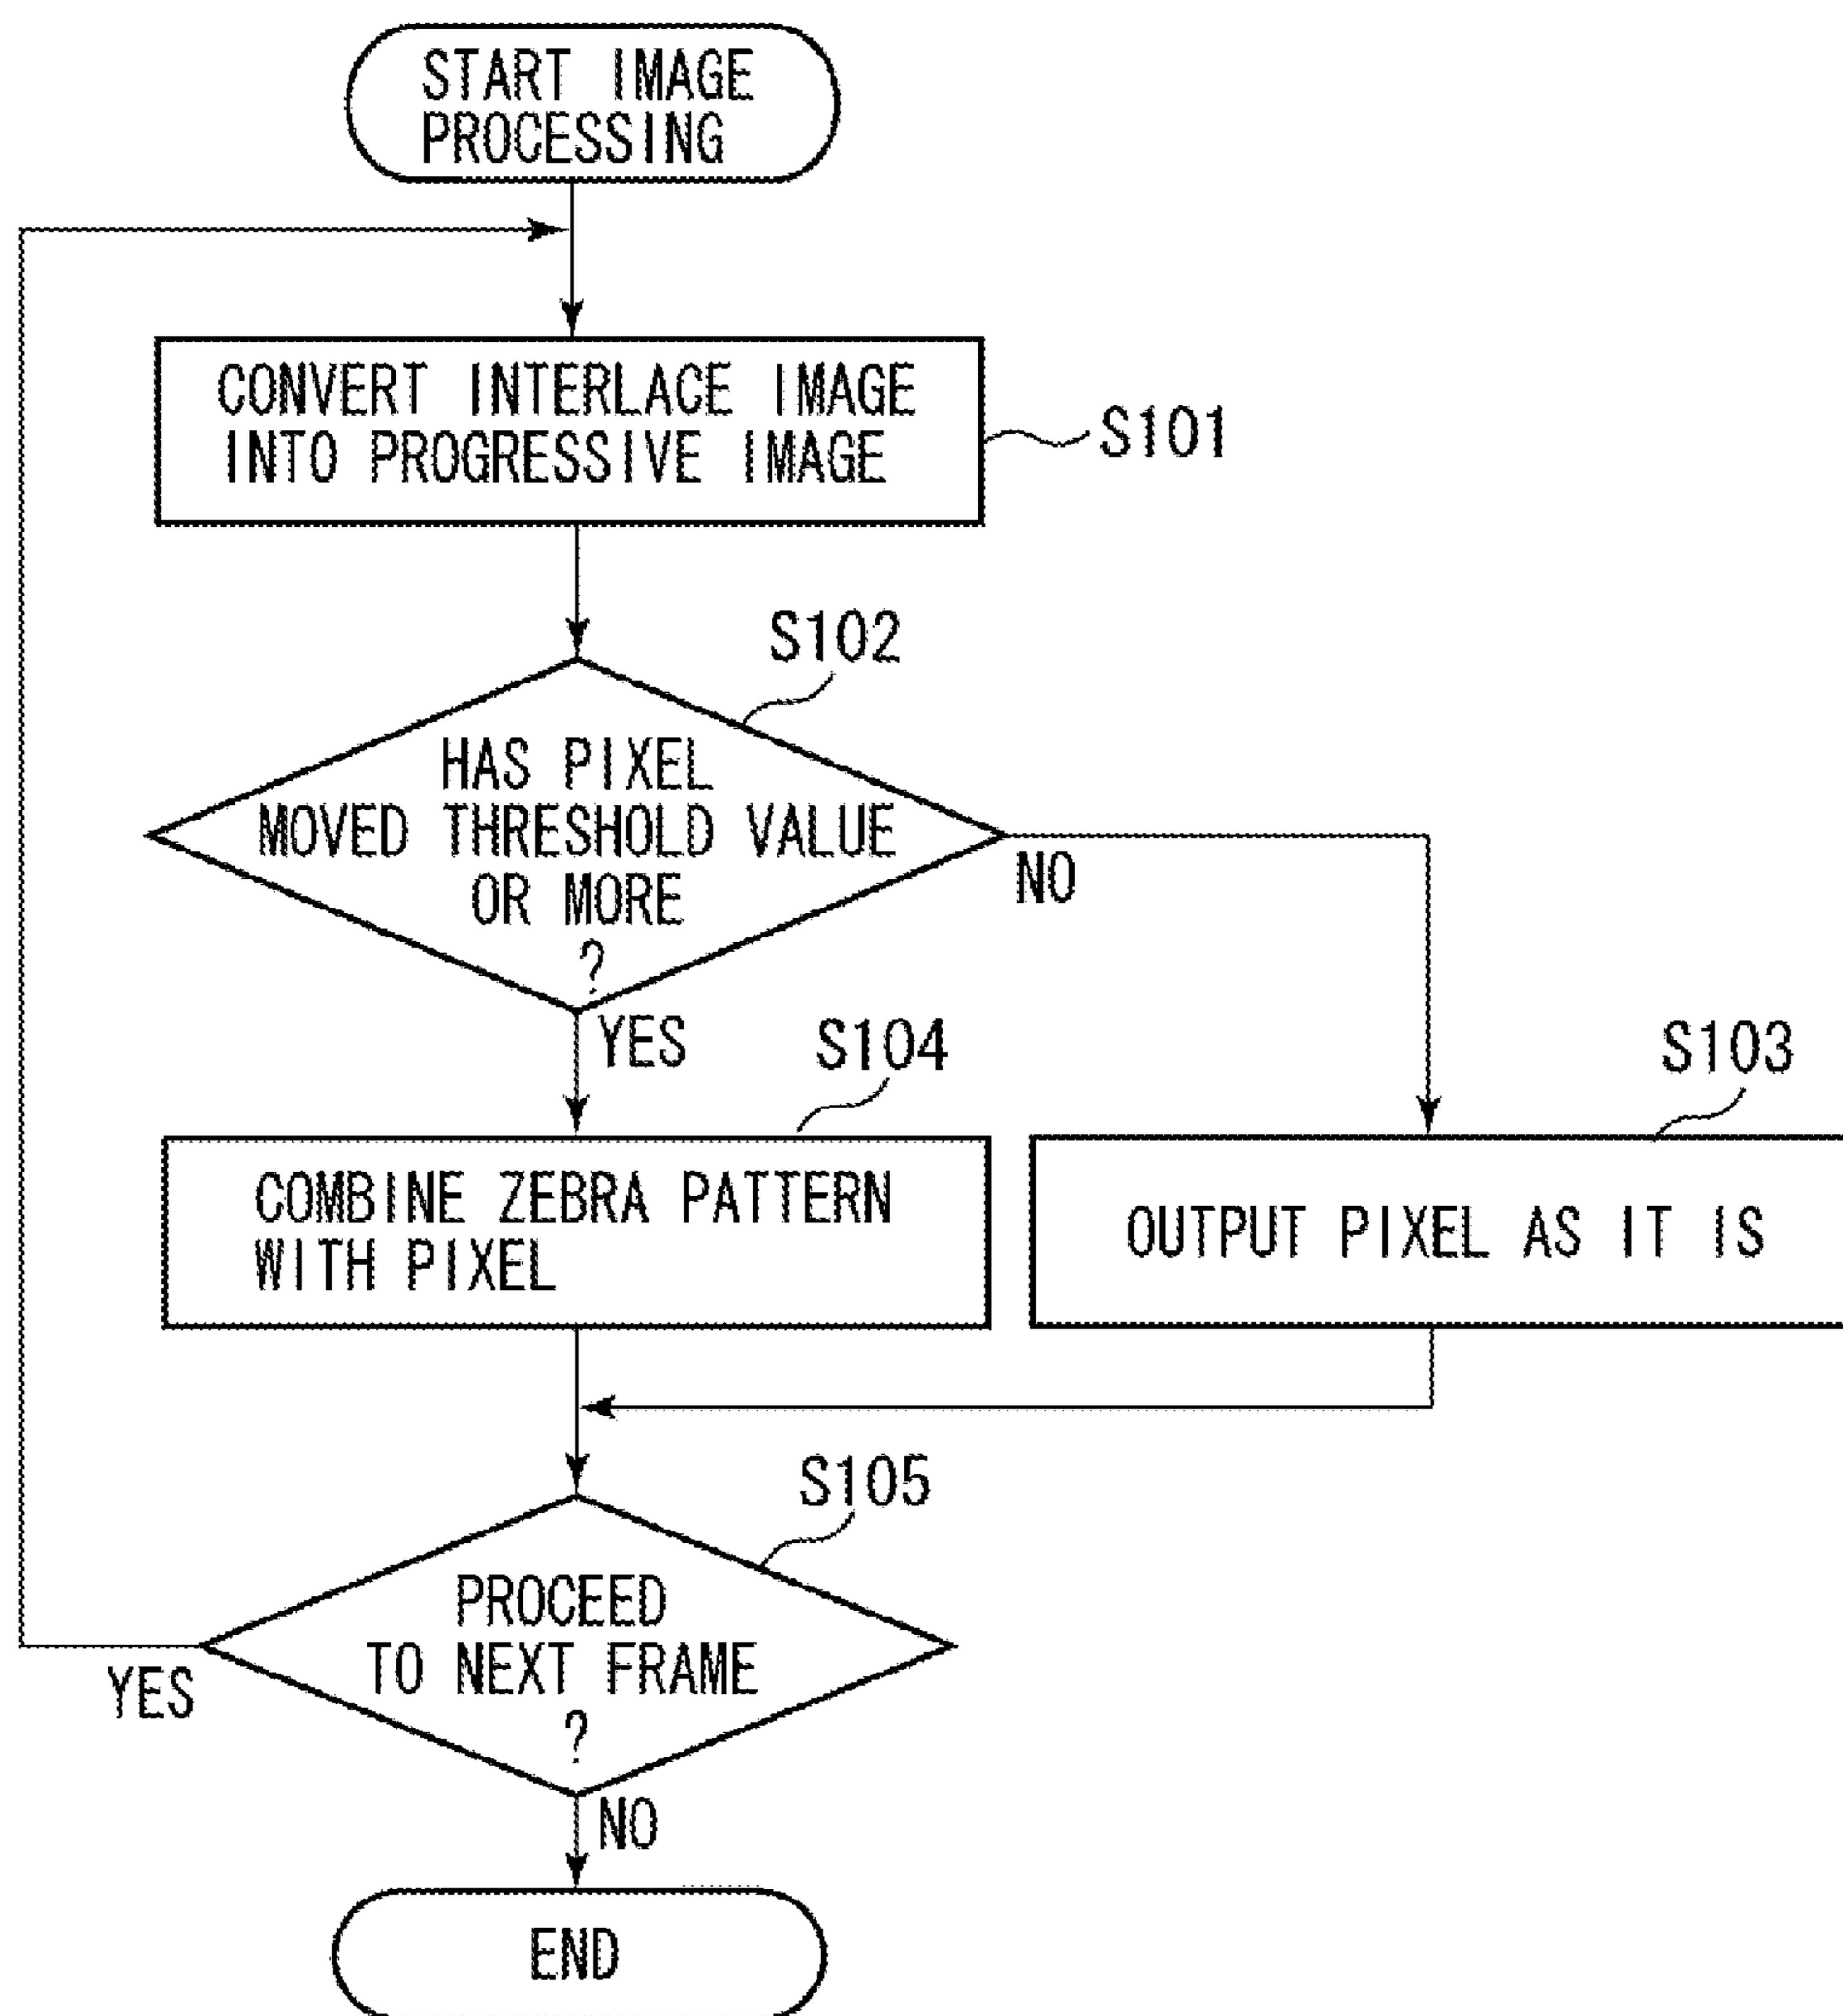 START IMAGE
PROCESSING
CONVERT INTERLACE IMAGE
INTO PROGRESSIVE IMAGE
S101
S102
HAS PIXEL
MOVED THRESHOLD VALUE
OR MORE
?
NO
YES
S104
S103
COMBINE ZEBRA PATTERN
WITH PIXEL
OUTPUT PIXEL AS IT IS
S105
PROCEED
TO NEXT FRAME
?
YES
NO
END